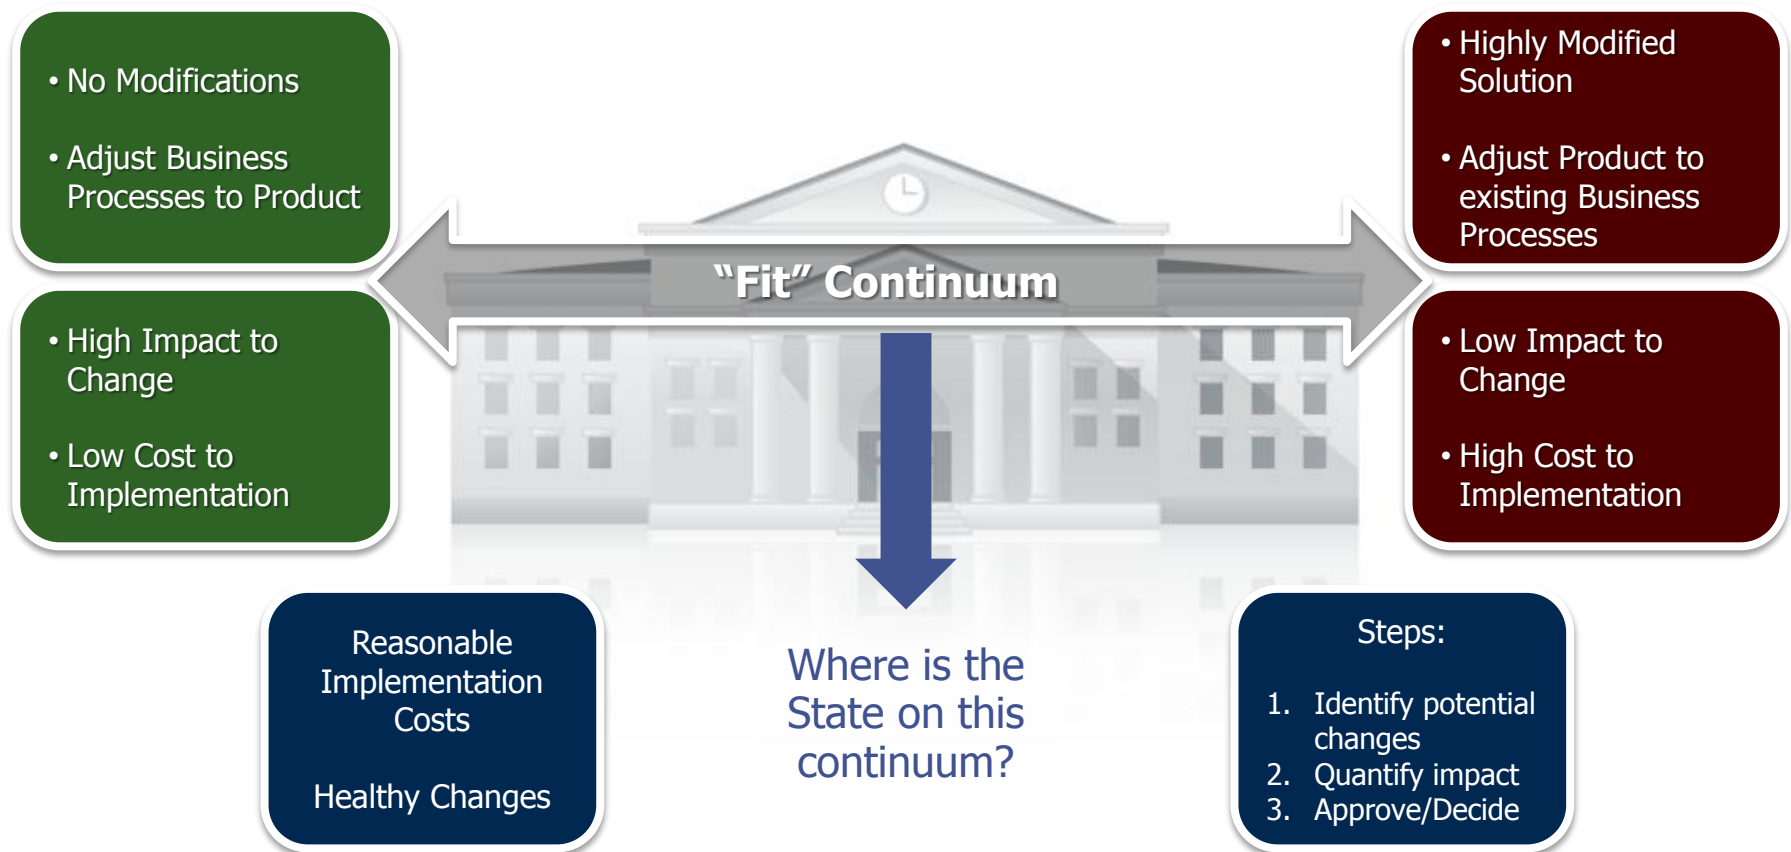 • No Modifications
• Adjust Business
Processes to Product
• High Impact to
Change
• Low Cost to
Implementation
“Fit” Continuum
• Highly Modified
Solution
• Adjust Product to
existing Business
Processes
• Low Impact to
Change
• High Cost to
Implementation
Reasonable
Implementation
Costs
Healthy Changes
Where is the
State on this
continuum?
Steps:
1. Identify potential
changes
2. Quantify impact
3. Approve/Decide